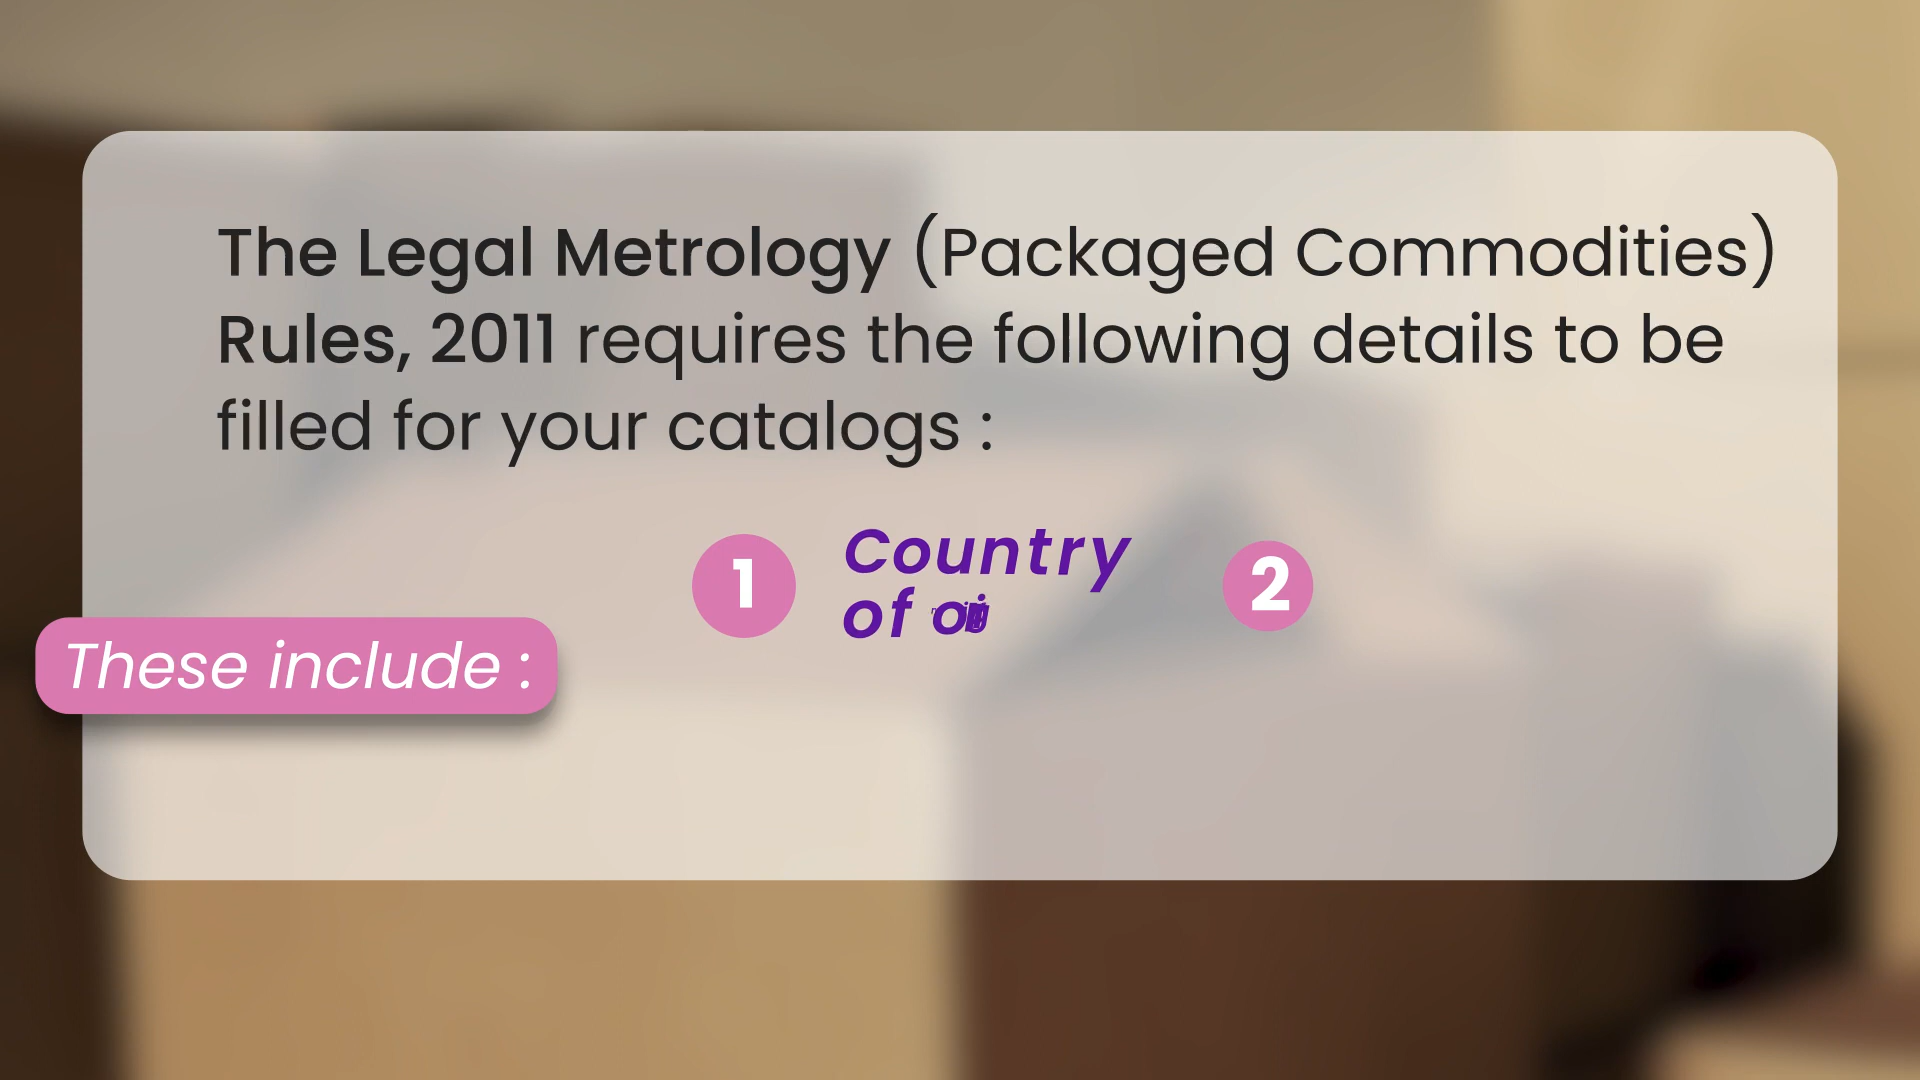 The Legal Metrology (Packaged Commodities)
Rules, 2011 requires the following details to be
filled for your catalogs :
These include :
1
Country
of
2